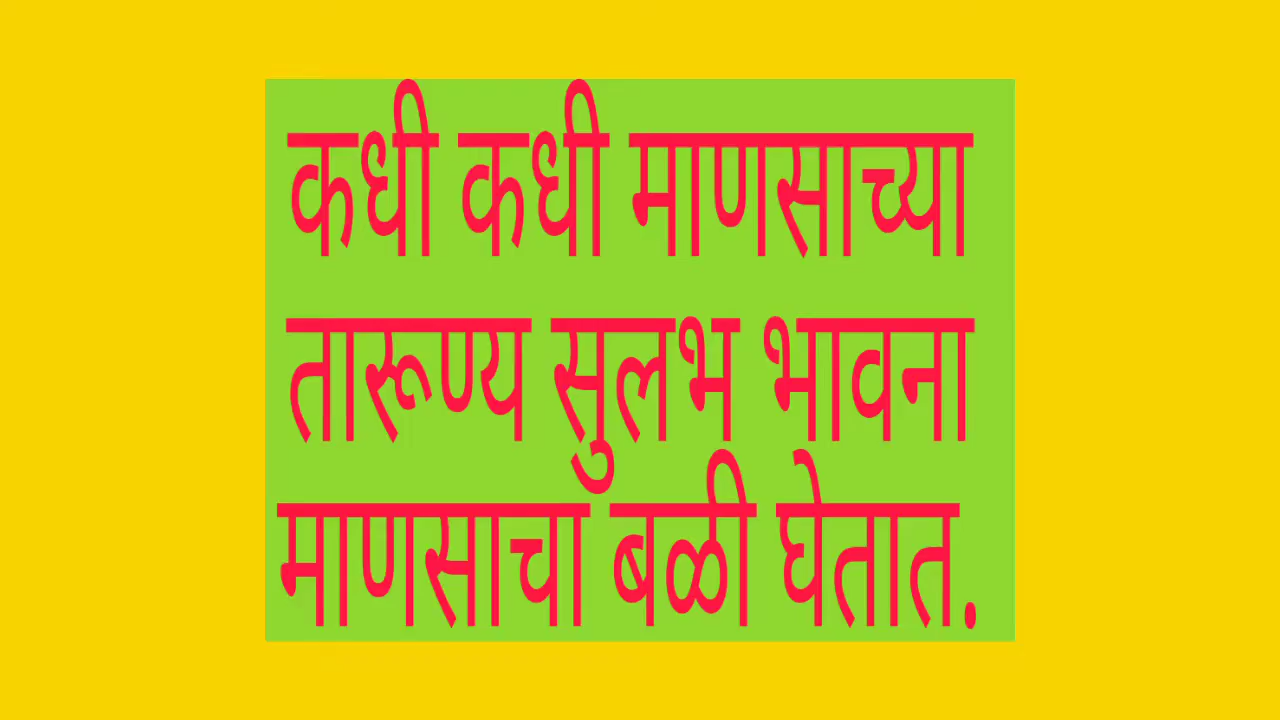 कधी कधी माणसाच्या
तारूण्य सुलभ भावना
माणसाचा बळी घेतात.